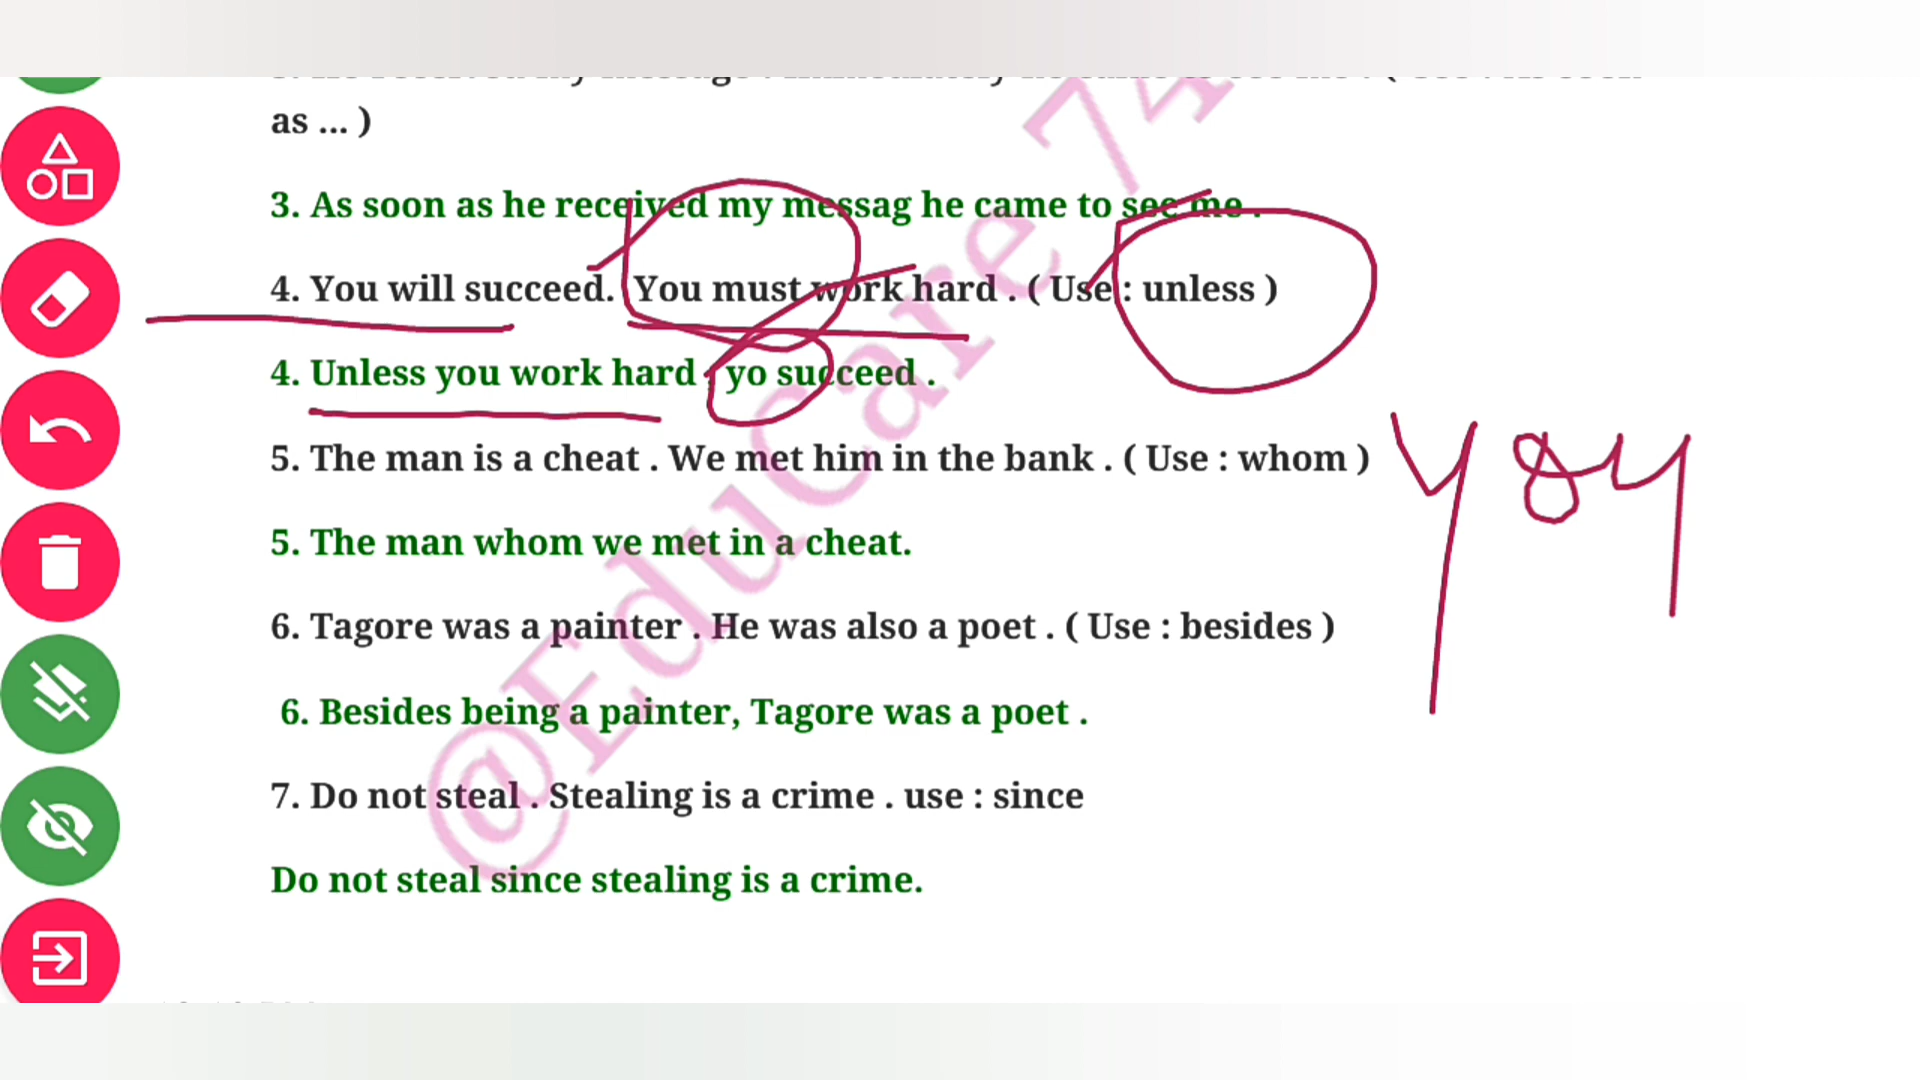 as ... )
3. As soon as he received my messag he came to see me .
4. You will succeed. You must work hard . ( Use : unless )
4. Unless you work hard , yo succeed .
5. The man is a cheat . We met him in the bank . ( Use : whom )
5. The man whom we met in a cheat.
6. Tagore was a painter . He was also a poet . ( Use : besides )
6. Besides being a painter, Tagore was a poet .
7. Do not steal . Stealing is a crime . use : since
Do not steal since stealing is a crime.
@EduCare 74